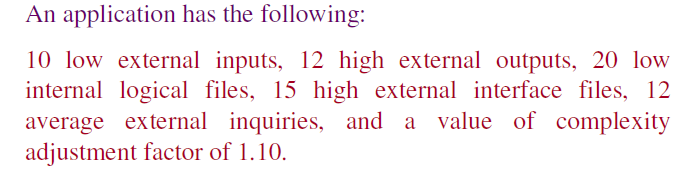 An application has the following:
10 low external inputs, 12 high external outputs, 20 low
internal logical files, 15 high external interface files, 12
average external inquiries, and a value of complexity
adjustment factor of 1.10.